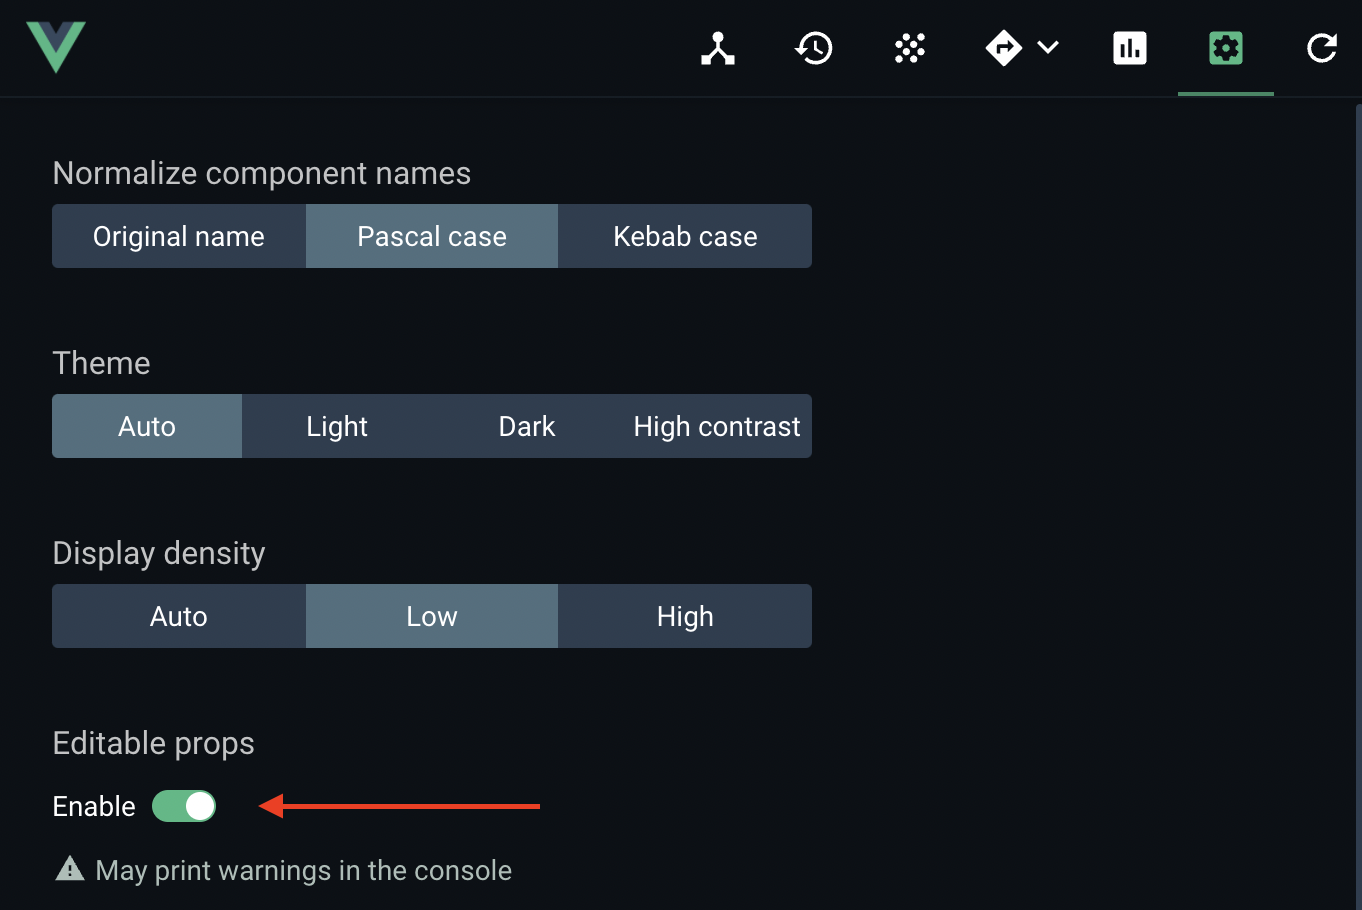 Normalize component names
Original name Pascal case Kebab case
Theme
Auto Light Dark High contrast
Display density
Auto Low High
Editable props
Enable
May print warnings in the console